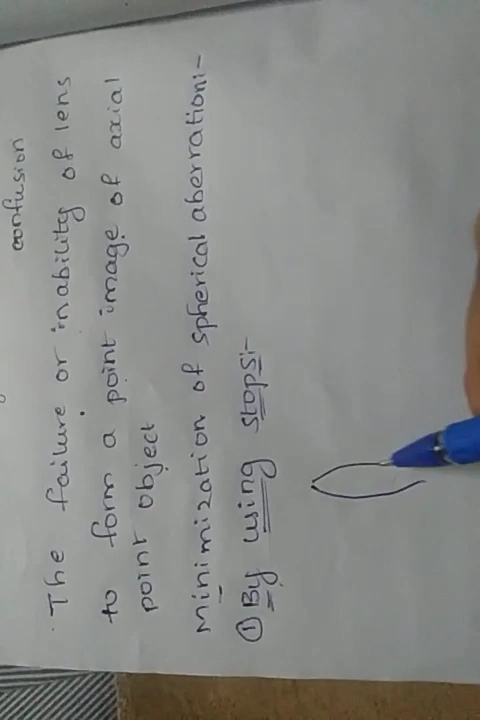 confusion
The failure or inability of lens
to form a point image of axial
point object
Minimization of spherical aberration:-
① By using stops:-